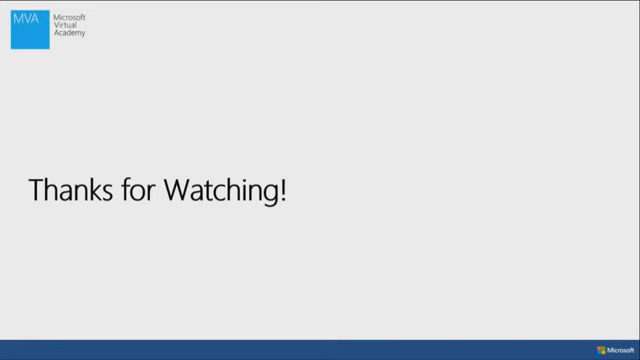 MVA
Microsoft
Virtual
Academy
Thanks for Watching!
Microsoft